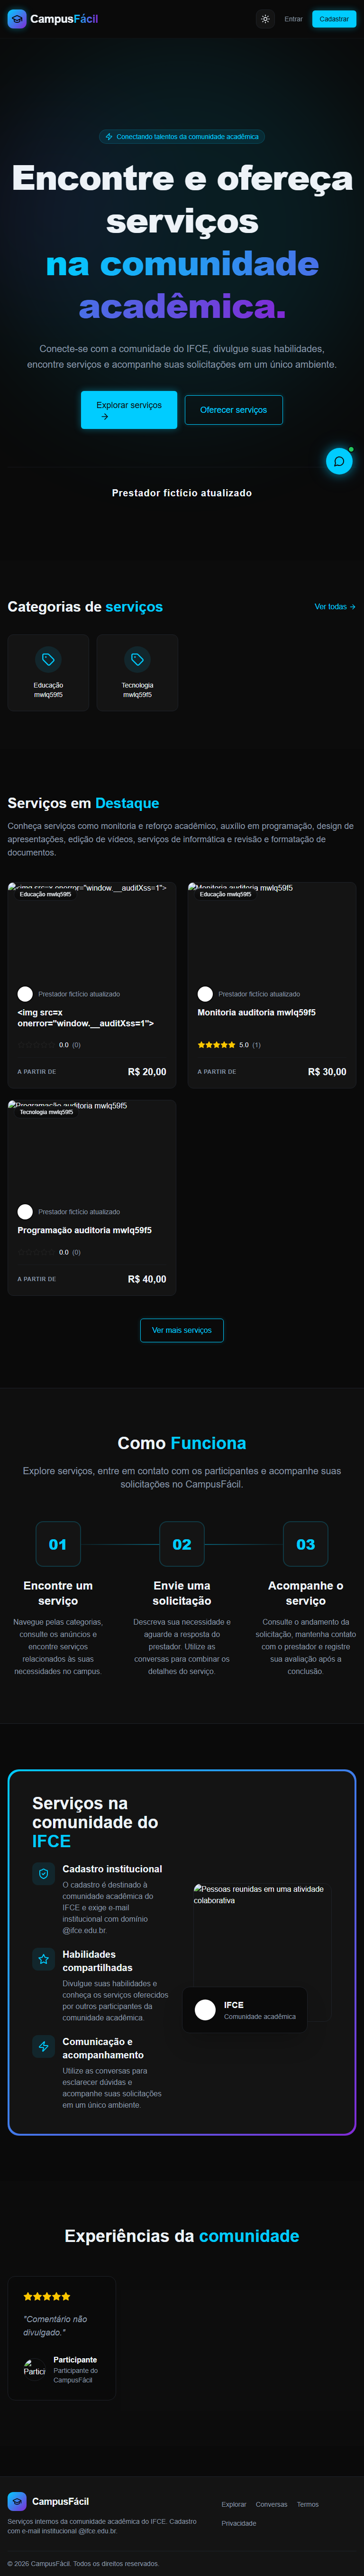 CampusFácil
Entrar
Cadastrar
Conectando talentos da comunidade acadêmica
Encontre e ofereça
serviços
na comunidade
acadêmica.
Conecte-se com a comunidade do IFCE, divulgue suas habilidades,
encontre serviços e acompanhe suas solicitações em um único ambiente.
Explorar serviços
→
Oferecer serviços
Prestador fictício atualizado
Categorias de serviços
Ver todas →
Educação
mwlq59f5
Tecnologia
mwlq59f5
Serviços em Destaque
Conheça serviços como monitoria e reforço acadêmico, auxílio em programação, design de
apresentações, edição de vídeos, serviços de informática e revisão e formatação de
documentos.
<img src=x onerror="window.__auditXss=1">
Educação mwlq59f5
Prestador fictício atualizado
<img src=x
onerror="window.__auditXss=1">
0.0 (0)
A PARTIR DE
R$ 20,00
Monitoria auditoria mwlq59f5
Educação mwlq59f5
Prestador fictício atualizado
Monitoria auditoria mwlq59f5
5.0 (1)
A PARTIR DE
R$ 30,00
Programação auditoria mwlq59f5
Tecnologia mwlq59f5
Prestador fictício atualizado
Programação auditoria mwlq59f5
0.0 (0)
A PARTIR DE
R$ 40,00
Ver mais serviços
Como Funciona
Explore serviços, entre em contato com os participantes e acompanhe suas
solicitações no CampusFácil.
01
Encontre um
serviço
Navegue pelas categorias,
consulte os anúncios e
encontre serviços
relacionados às suas
necessidades no campus.
02
Envie uma
solicitação
Descreva sua necessidade e
aguarde a resposta do
prestador. Utilize as
conversas para combinar os
detalhes do serviço.
03
Acompanhe o
serviço
Consulte o andamento da
solicitação, mantenha contato
com o prestador e registre
sua avaliação após a
conclusão.
Serviços na
comunidade do
IFCE
Cadastro institucional
O cadastro é destinado à
comunidade acadêmica do
IFCE e exige e-mail
institucional com domínio
@ifce.edu.br.
Habilidades
compartilhadas
Divulgue suas habilidades e
conheça os serviços oferecidos
por outros participantes da
comunidade acadêmica.
Comunicação e
acompanhamento
Utilize as conversas para
esclarecer dúvidas e
acompanhe suas solicitações
em um único ambiente.
Pessoas reunidas em uma atividade
colaborativa
IFCE
Comunidade acadêmica
Experiências da comunidade
"Comentário não
divulgado."
Partici
Participante
Participante do
CampusFácil
CampusFácil
Serviços internos da comunidade acadêmica do IFCE. Cadastro
com e-mail institucional @ifce.edu.br.
Explorar
Conversas
Termos
Privacidade
© 2026 CampusFácil. Todos os direitos reservados.